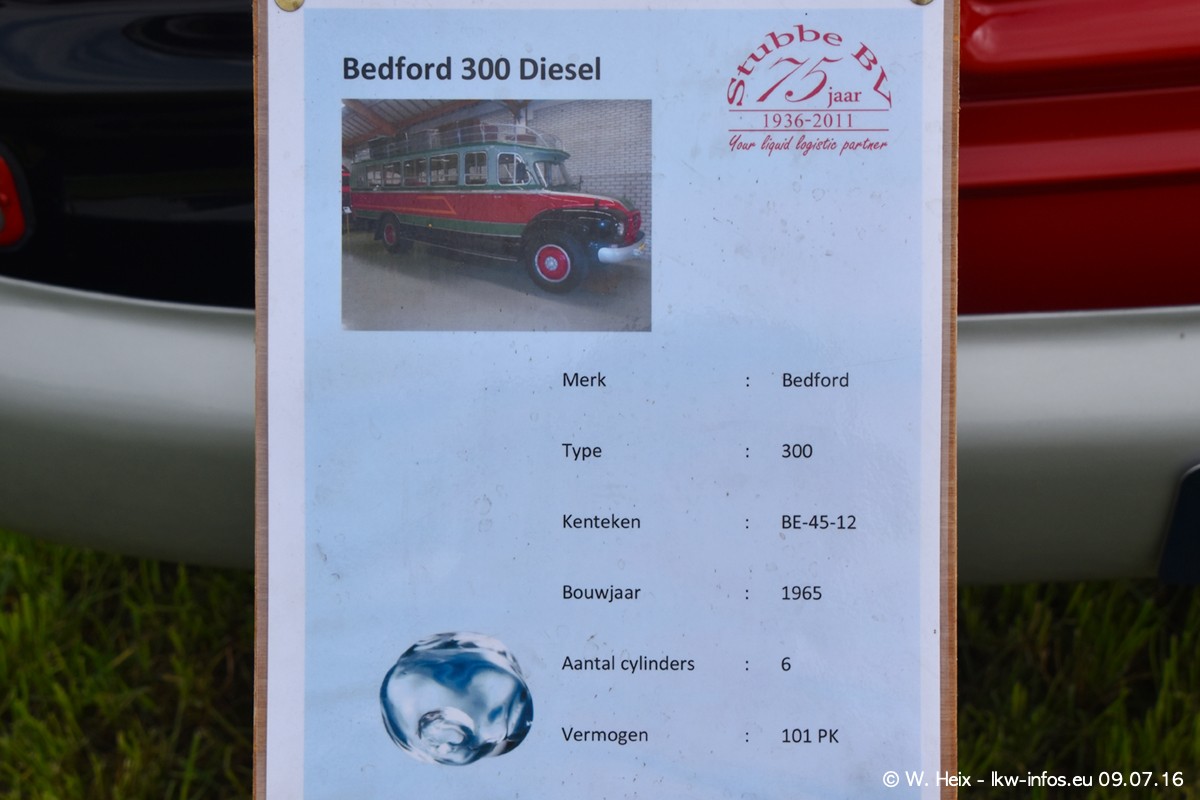 Bedford 300 Diesel
Stubbe BV
75 jaar
1936-2011
Your liquid logistic partner
Merk : Bedford
Type : 300
Kenteken : BE-45-12
Bouwjaar : 1965
Aantal cylinders : 6
Vermogen : 101 PK
© W. Heix - lkw-infos.eu 09.07.16